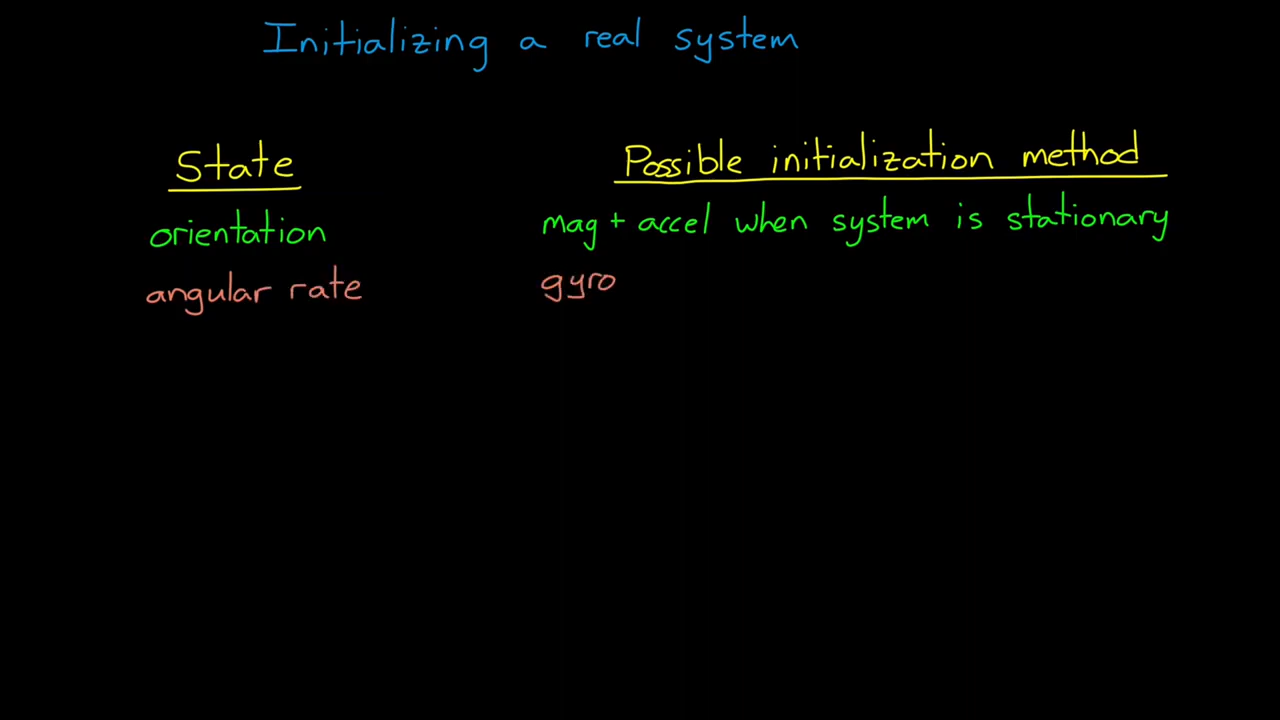 Initializing a real system
State
Possible initialization method
orientation
mag + accel when system is stationary
angular rate
gyro